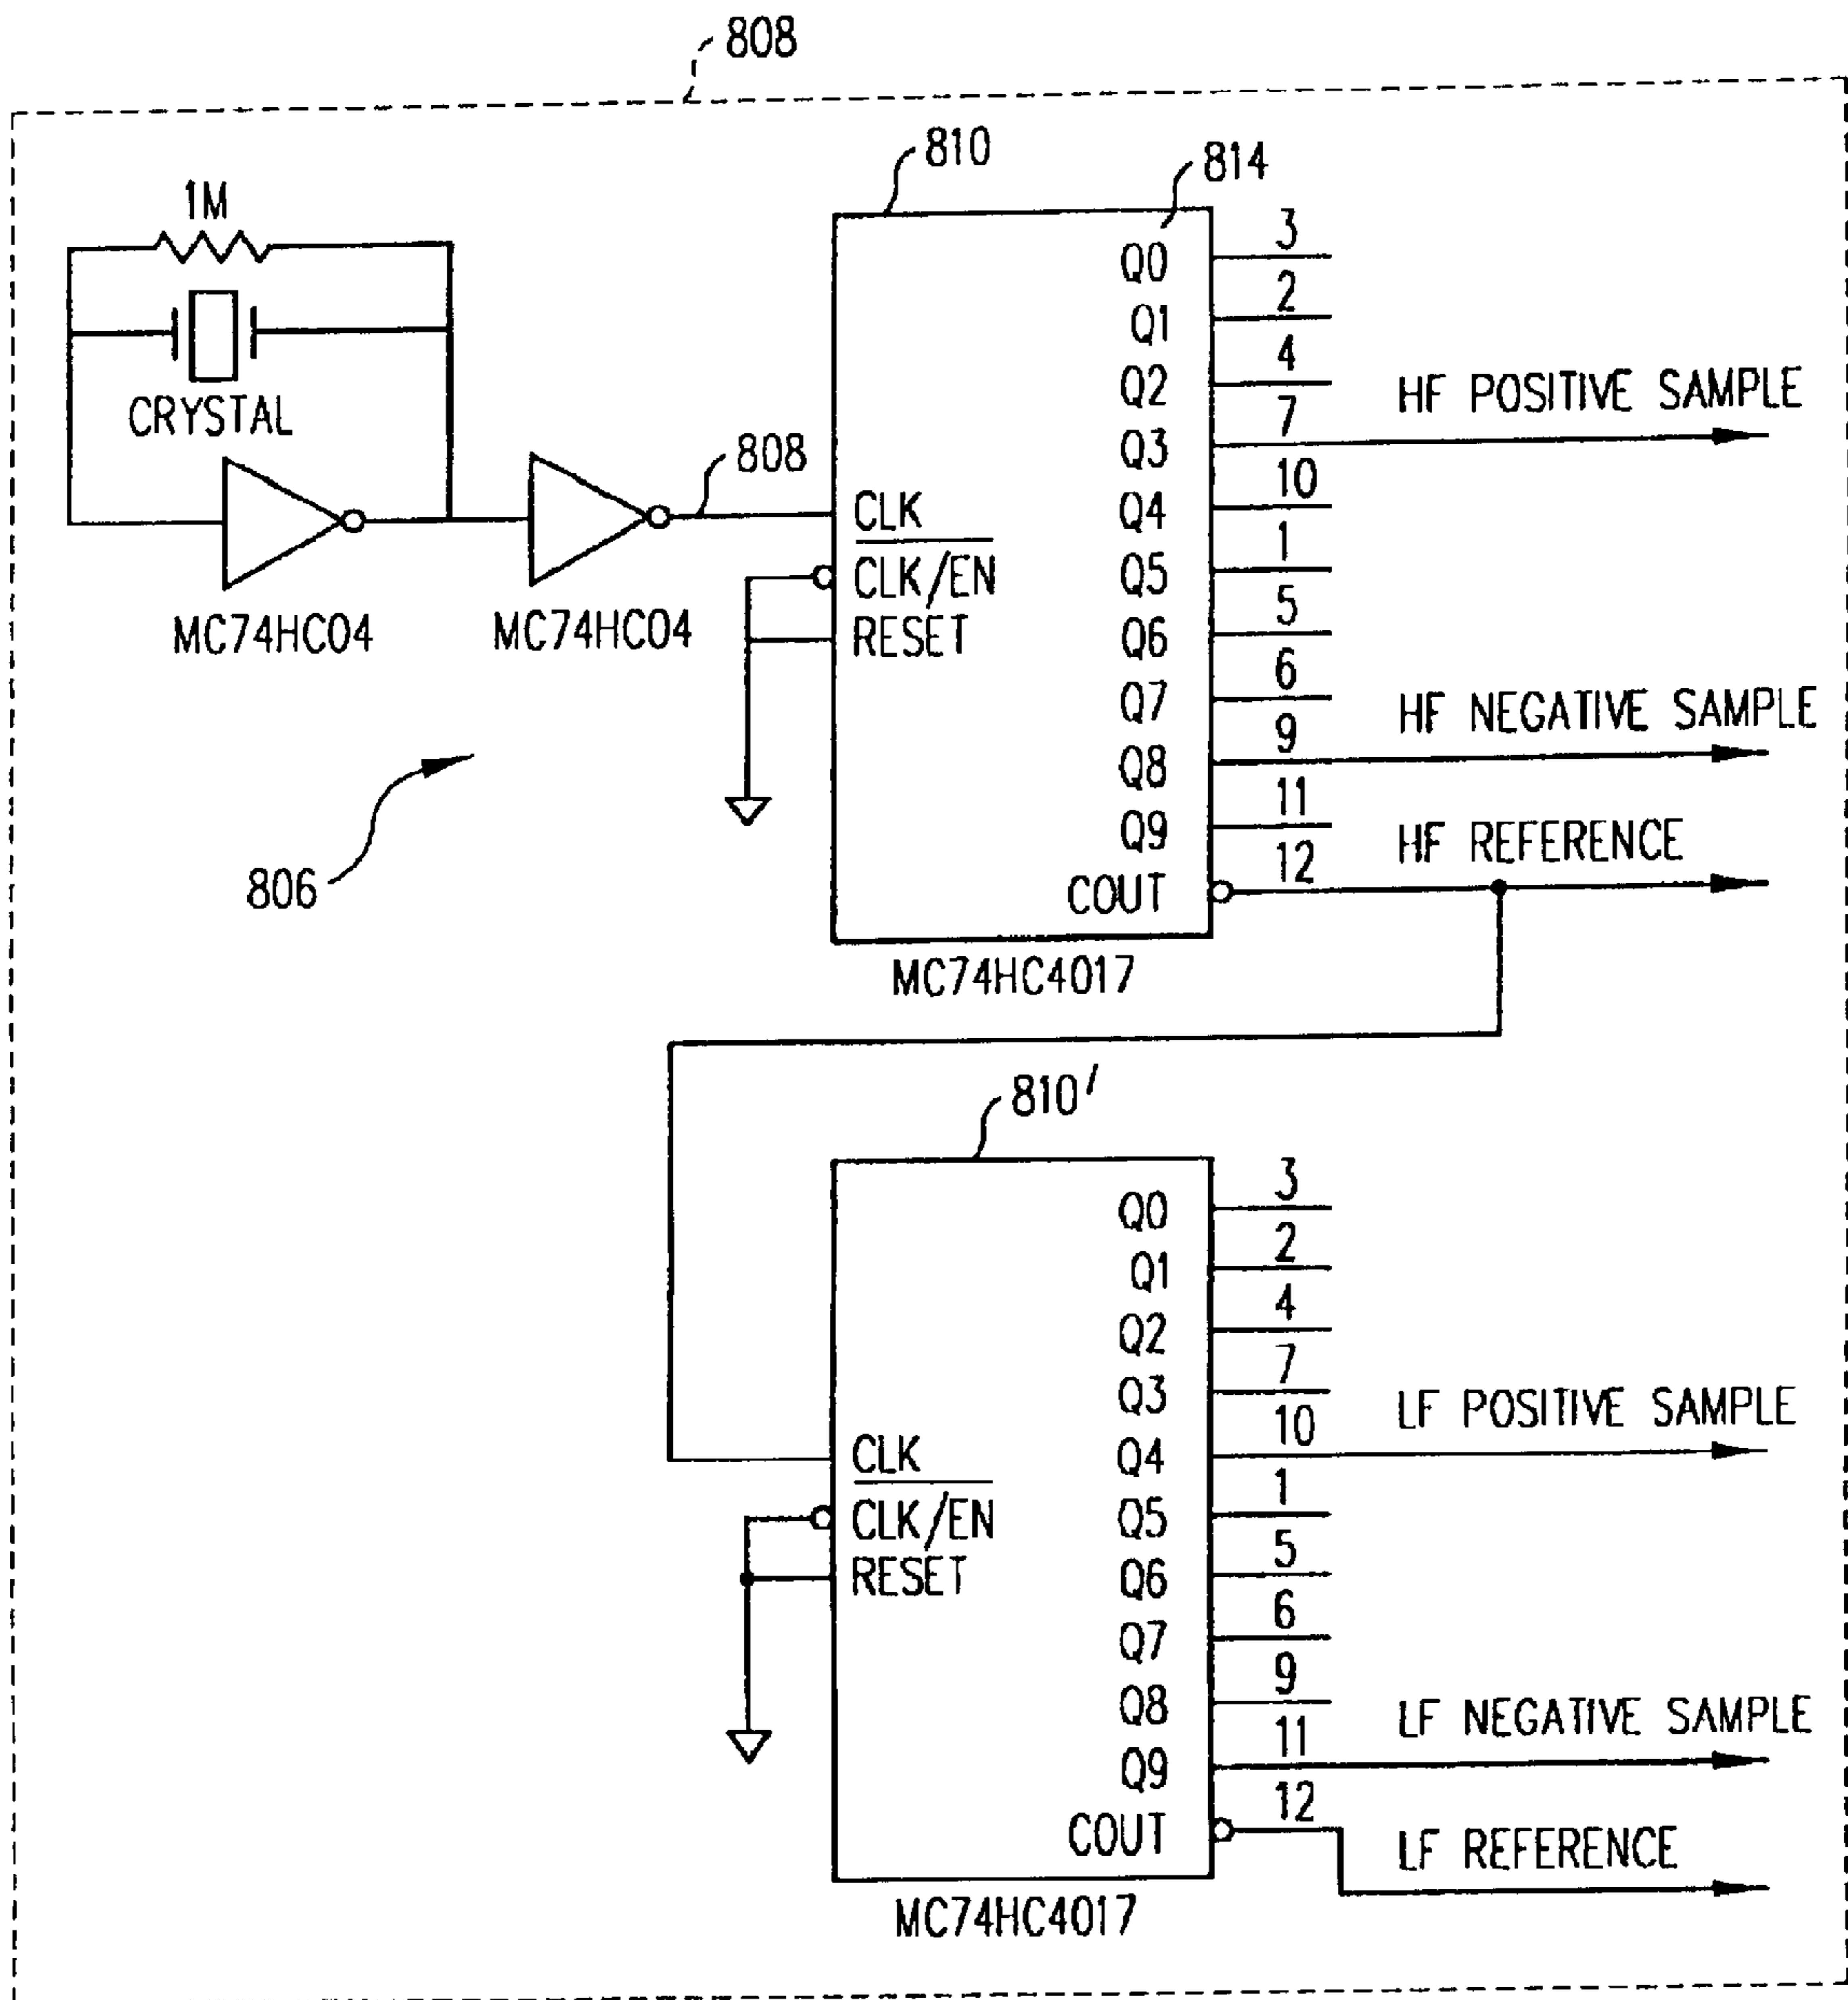 808
810
814
1M
CRYSTAL
MC74HC04
MC74HC04
808
806
CLK
CLK/EN
RESET
Q0 3
Q1 2
Q2 4
Q3 7 HF POSITIVE SAMPLE
Q4 10
Q5 1
Q6 5
Q7 6
Q8 9 HF NEGATIVE SAMPLE
Q9 11
COUT 12 HF REFERENCE
MC74HC4017
810'
CLK
CLK/EN
RESET
Q0 3
Q1 2
Q2 4
Q3 7
Q4 10 LF POSITIVE SAMPLE
Q5 1
Q6 5
Q7 6
Q8 9
Q9 11 LF NEGATIVE SAMPLE
COUT 12 LF REFERENCE
MC74HC4017